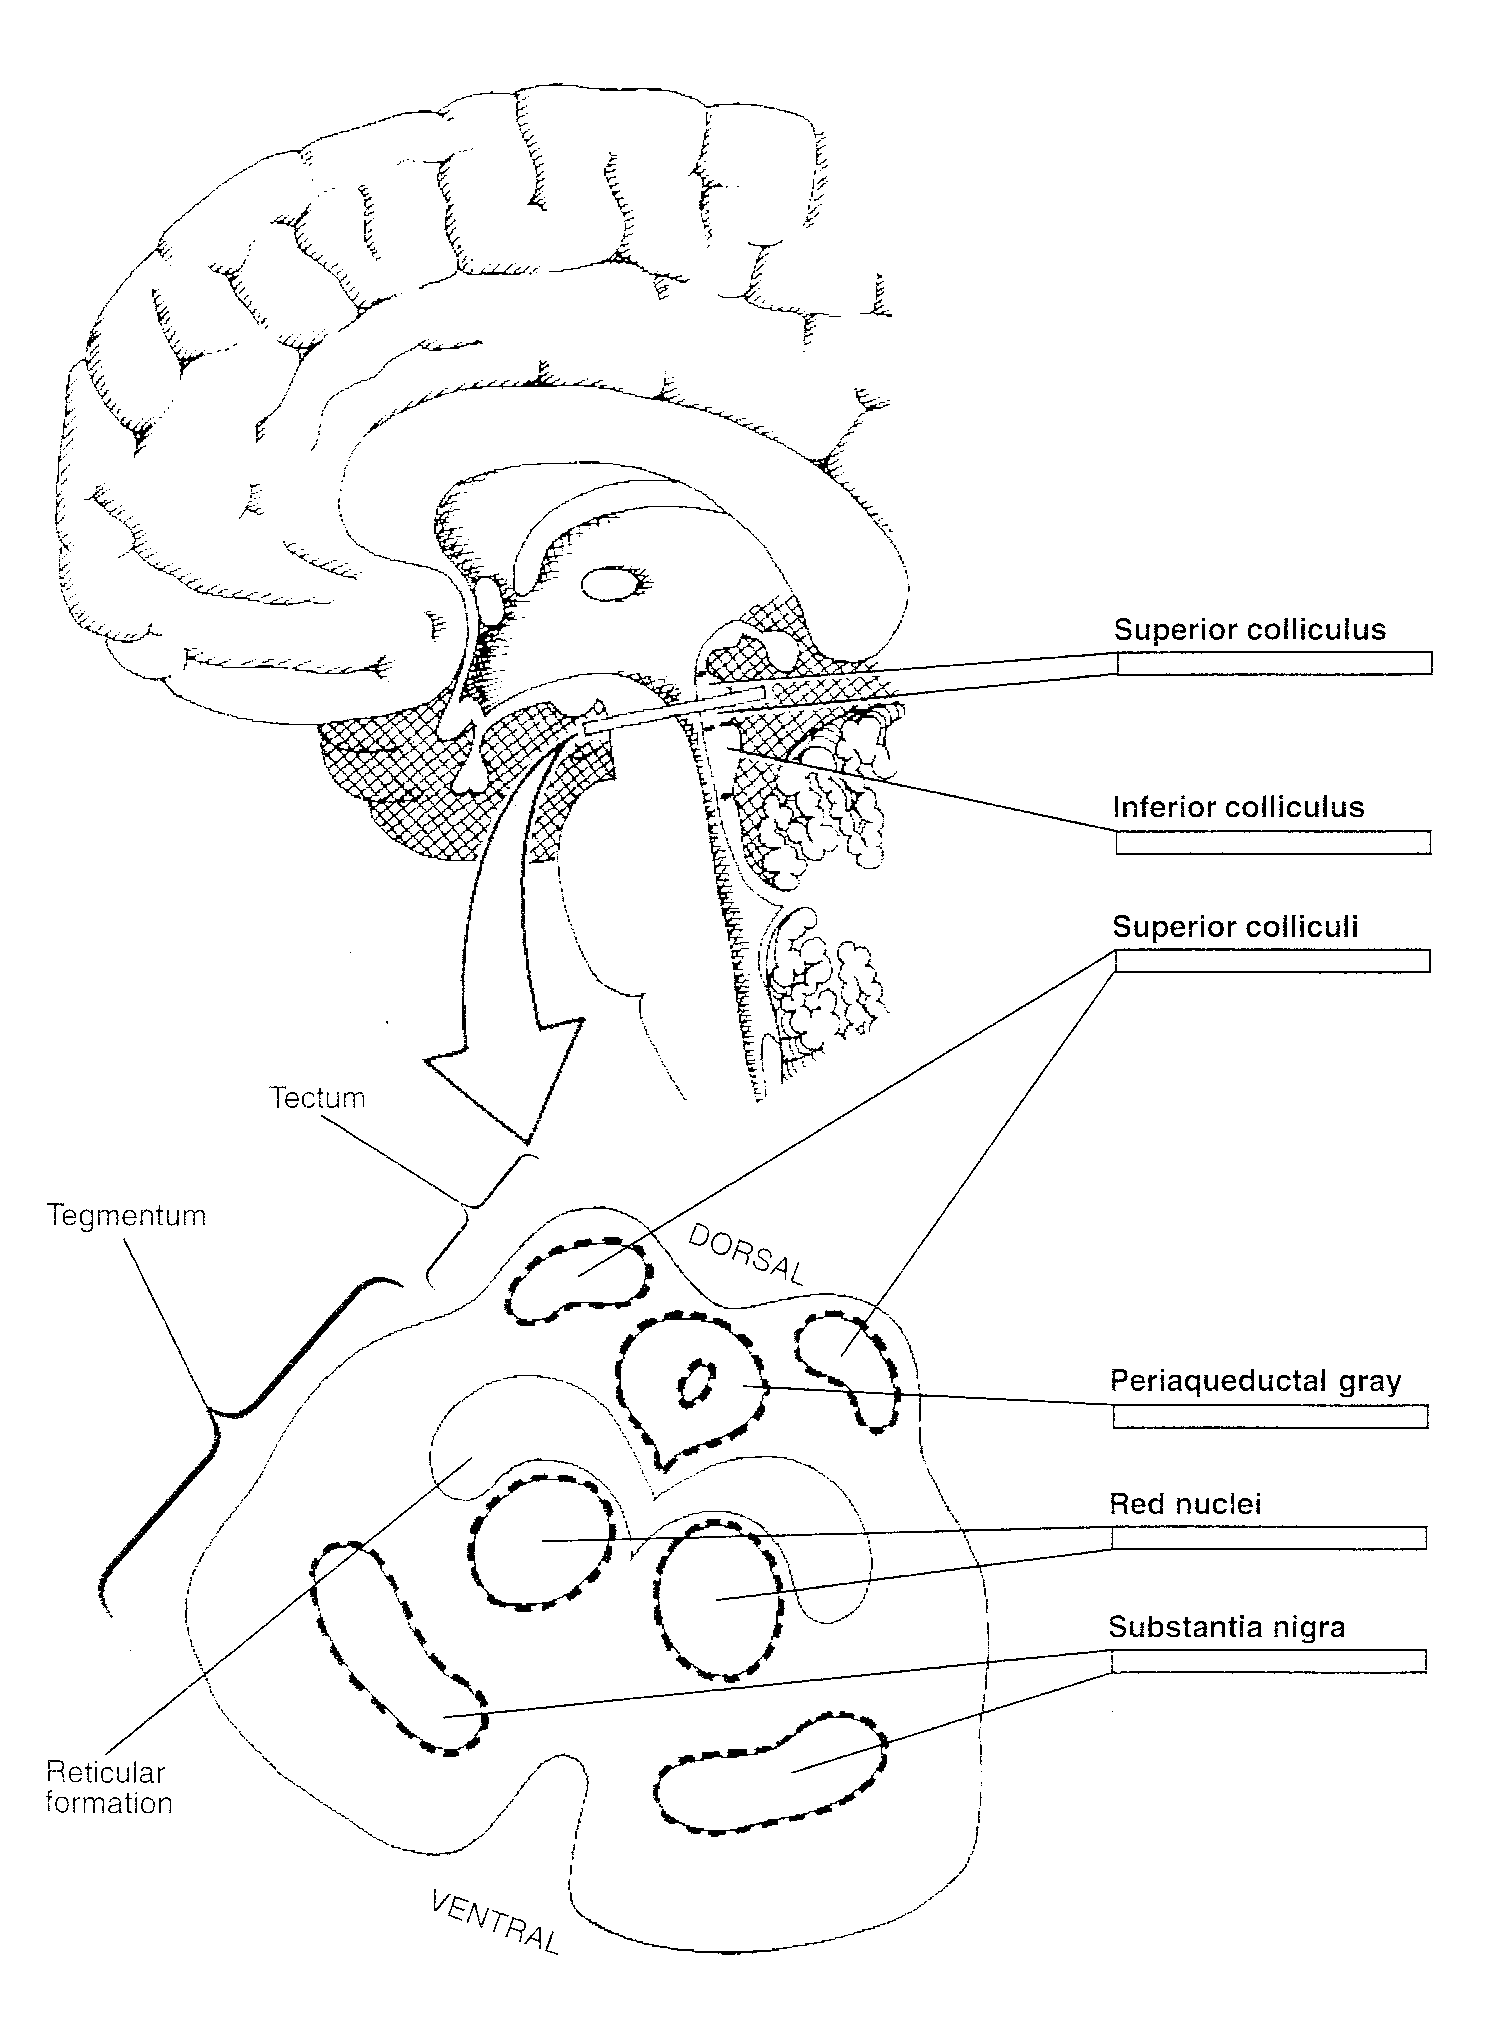 Superior colliculus
Inferior colliculus
Superior colliculi
Tectum
Tegmentum
DORSAL
Periaqueductal gray
Red nuclei
Substantia nigra
Reticular
formation
VENTRAL